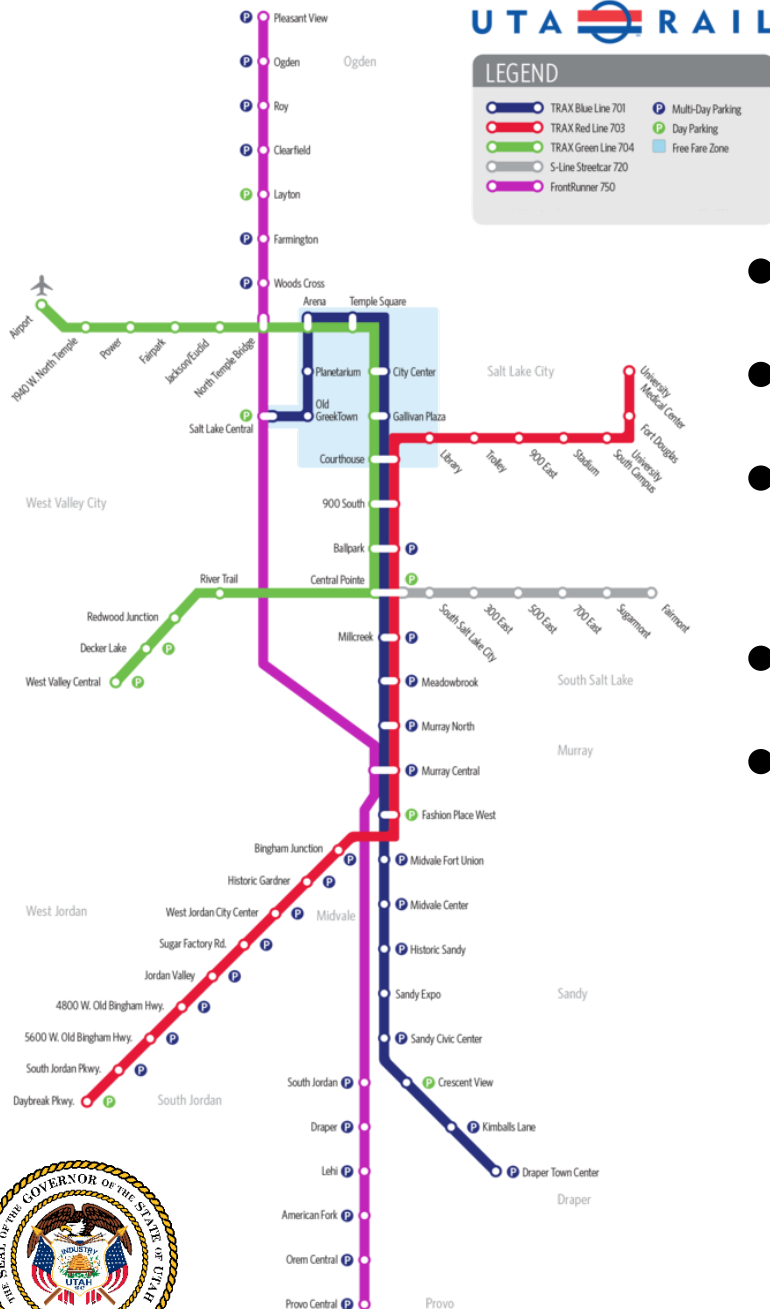 UTA RAIL
LEGEND
TRAX Blue Line 701
TRAX Red Line 703
TRAX Green Line 704
S-Line Streetcar 720
FrontRunner 750
P Multi-Day Parking
P Day Parking
Free Fare Zone
P Pleasant View
P Ogden
Ogden
P Roy
P Clearfield
P Layton
P Farmington
P Woods Cross
Airport
1940 W. North Temple
Power
Fairpark
Jackson/Euclid
North Temple Bridge
Arena
Temple Square
Planetarium
City Center
Salt Lake City
Old
GreekTown
Gallivan Plaza
P
Salt Lake Central
Courthouse
Library
Trolley
900 East
Stadium
University
South Campus
Fort Douglas
University
Medical Center
West Valley City
900 South
Ballpark P
Central Pointe P
River Trail
South Salt Lake City
300 East
500 East
700 East
Sugarmont
Fairmont
Redwood Junction
Decker Lake P
West Valley Central P
Millcreek P
P Meadowbrook
South Salt Lake
P Murray North
Murray
P Murray Central
P Fashion Place West
Bingham Junction P
P Midvale Fort Union
Historic Gardner P
West Jordan City Center P
P Midvale Center
West Jordan
Midvale
Sugar Factory Rd. P
P Historic Sandy
Jordan Valley P
4800 W. Old Bingham Hwy. P
Sandy Expo
Sandy
5600 W. Old Bingham Hwy. P
P Sandy Civic Center
South Jordan Pkwy. P
Daybreak Pkwy. P
South Jordan
South Jordan P
P Crescent View
Draper P
P Kimballs Lane
Lehi P
P Draper Town Center
Draper
American Fork P
Orem Central P
Provo Central P
Provo
THE SEAL OF THE GOVERNOR OF THE STATE OF UTAH
INDUSTRY
UTAH